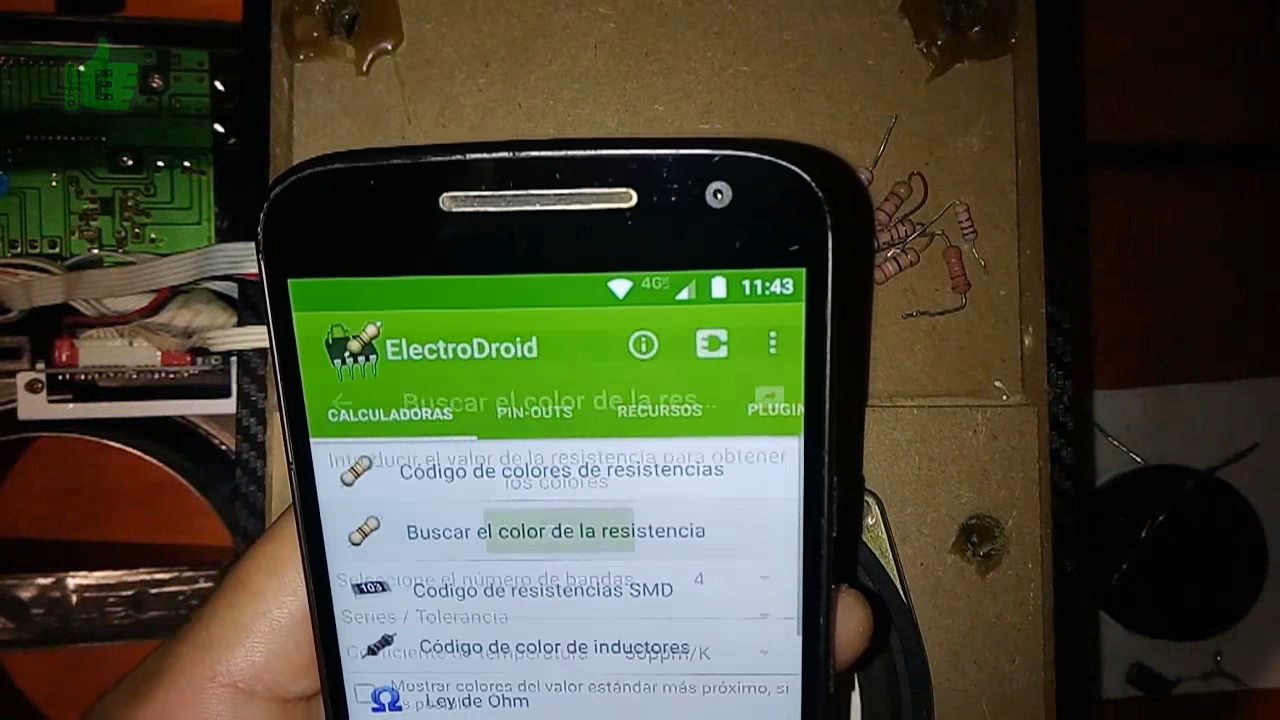 4G
11:43
ElectroDroid
Buscar el color de la res...
CALCULADORAS PIN-OUTS RECURSOS PLUGIN
Introducir el valor de la resistencia para obtener
los colores
Código de colores de resistencias
Buscar el color de la resistencia
Seleccione el número de bandas 4
103 Código de resistencias SMD
Series / Tolerancia
Código de color de inductores
Coeficiente de temperatura 50ppm/K
Mostrar colores del valor estándar más próximo, si
Ω Ley de Ohm